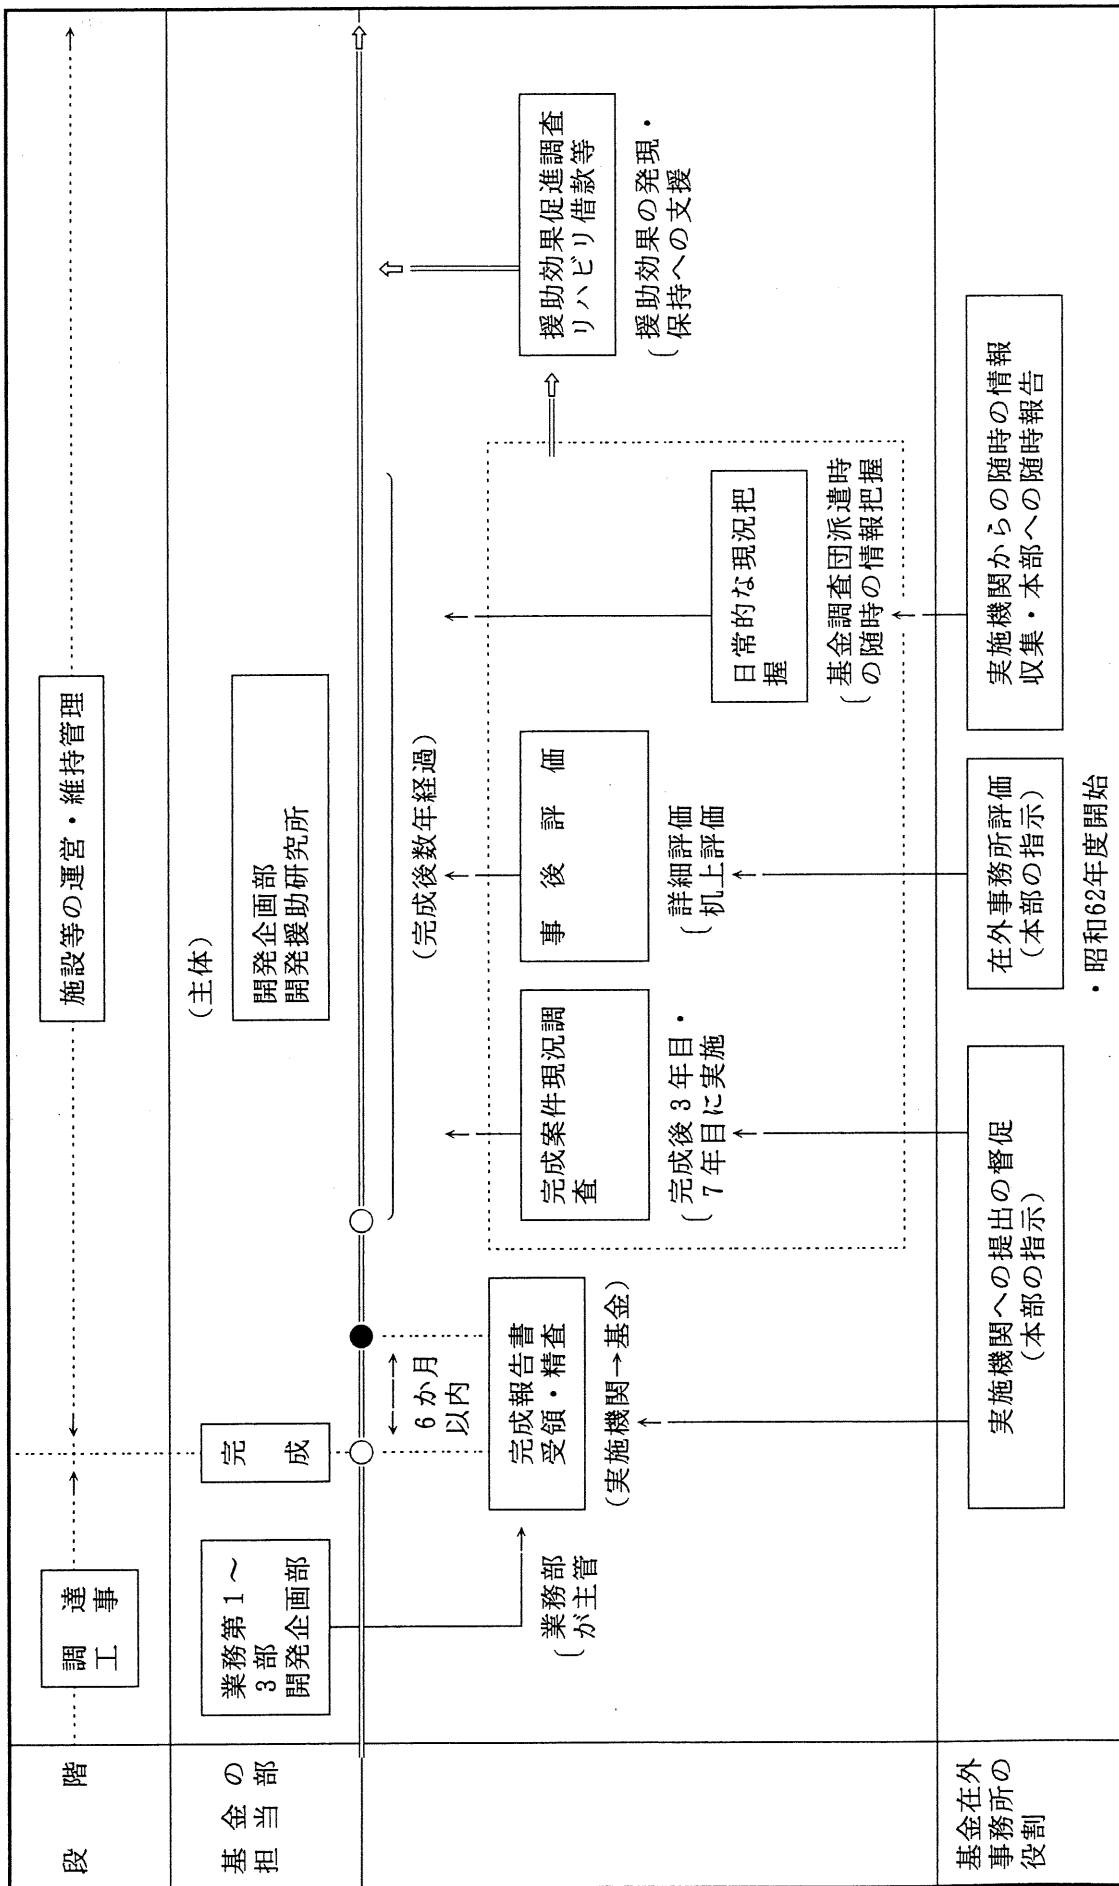 段 階
調 達
工 事
施設等の運営・維持管理
基 金 の
担 当 部
業務第1～
3部
開発企画部
完 成
(主体)
開発企画部
開発援助研究所
6か月
以内
(完成後数年経過)
業務部
が主管
完成報告書
受領・精査
(実施機関→基金)
完成案件現況調
査
完成後3年目・
7年目に実施
事 後 評 価
詳細評価
机上評価
日常的な現況把
握
基金調査団派遣時
の随時の情報把握
援助効果促進調査
リハビリ借款等
援助効果の発現・
保持への支援
基金在外
事務所の
役割
実施機関への提出の督促
(本部の指示)
在外事務所評価
(本部の指示)
・昭和62年度開始
実施機関からの随時の情報
収集・本部への随時報告